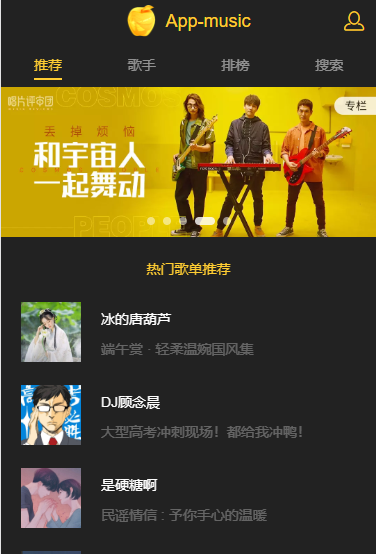 App-music
推荐
歌手
排榜
搜索
唱片评审团
COSMOS
专栏
丢掉烦恼
和宇宙人
一起舞动
PEOP
热门歌单推荐
冰的唐葫芦
端午赏 · 轻柔温婉国风集
DJ顾念晨
大型高考冲刺现场！都给我冲鸭！
是硬糖啊
民谣情信 : 予你手心的温暖